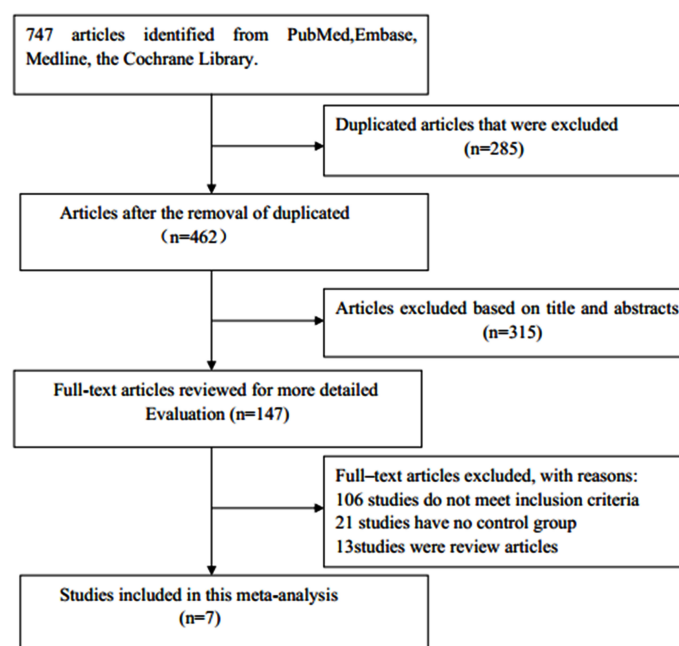 747 articles identified from PubMed,Embase,
Medline, the Cochrane Library.
Duplicated articles that were excluded
(n=285)
Articles after the removal of duplicated
（n=462）
Articles excluded based on title and abstracts
(n=315)
Full-text articles reviewed for more detailed
Evaluation (n=147)
Full–text articles excluded, with reasons:
106 studies do not meet inclusion criteria
21 studies have no control group
13studies were review articles
Studies included in this meta-analysis
(n=7)